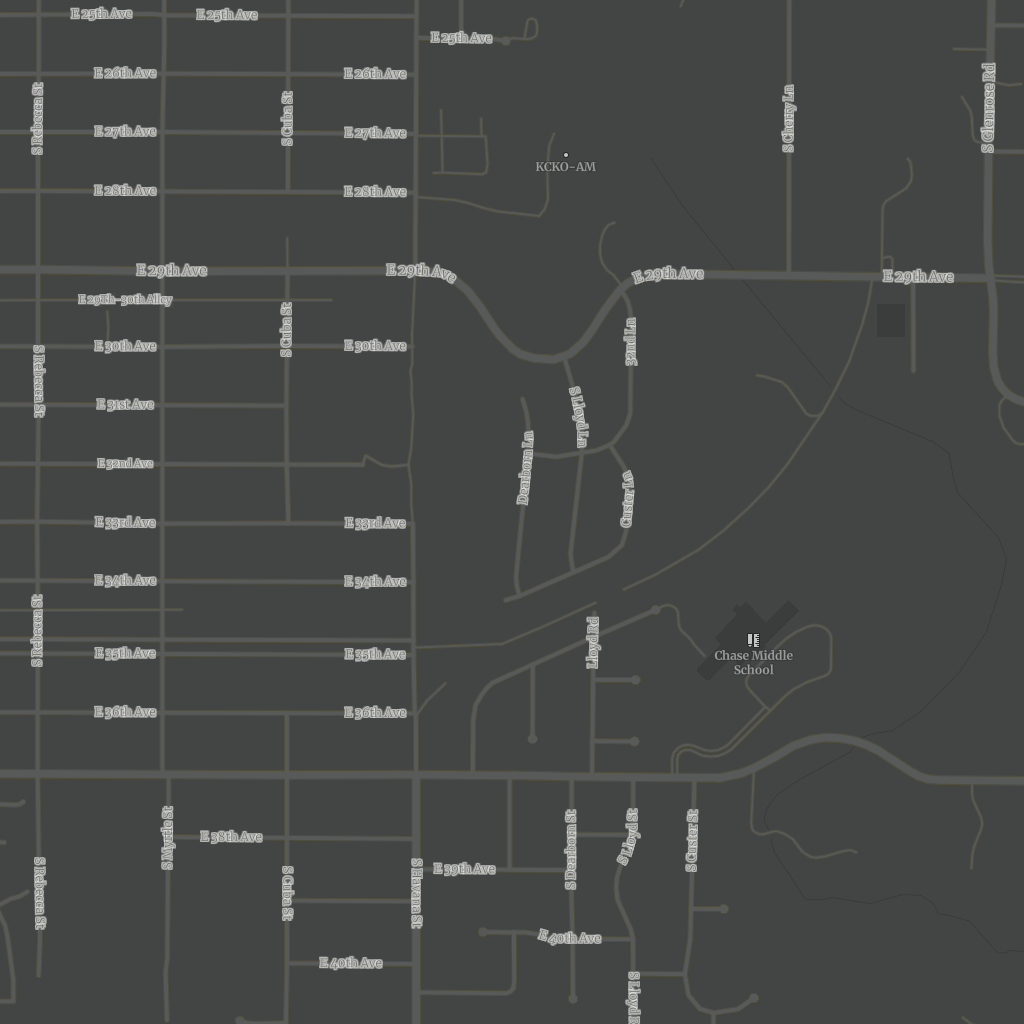 E 25th Ave
E 25th Ave
E 25th Ave
E 26th Ave
E 26th Ave
S Rebecca St
S Cuba St
S Cherry Ln
S Glenrose Rd
E 27th Ave
E 27th Ave
KCKO-AM
E 28th Ave
E 28th Ave
E 29th Ave
E 29th Ave
E 29th Ave
E 29th Ave
E 29Th-30th Alley
S Cuba St
32nd Ln
E 30th Ave
E 30th Ave
S Rebecca St
E 31st Ave
S Lloyd Ln
E 32nd Ave
Dearborn Ln
Custer Ln
E 33rd Ave
E 33rd Ave
E 34th Ave
E 34th Ave
S Rebecca St
Lloyd Rd
E 35th Ave
E 35th Ave
Chase Middle
School
E 36th Ave
E 36th Ave
S Myrtle St
E 38th Ave
S Dearborn St
S Lloyd St
S Custer St
S Rebecca St
S Cuba St
S Havana St
E 39th Ave
E 40th Ave
E 40th Ave